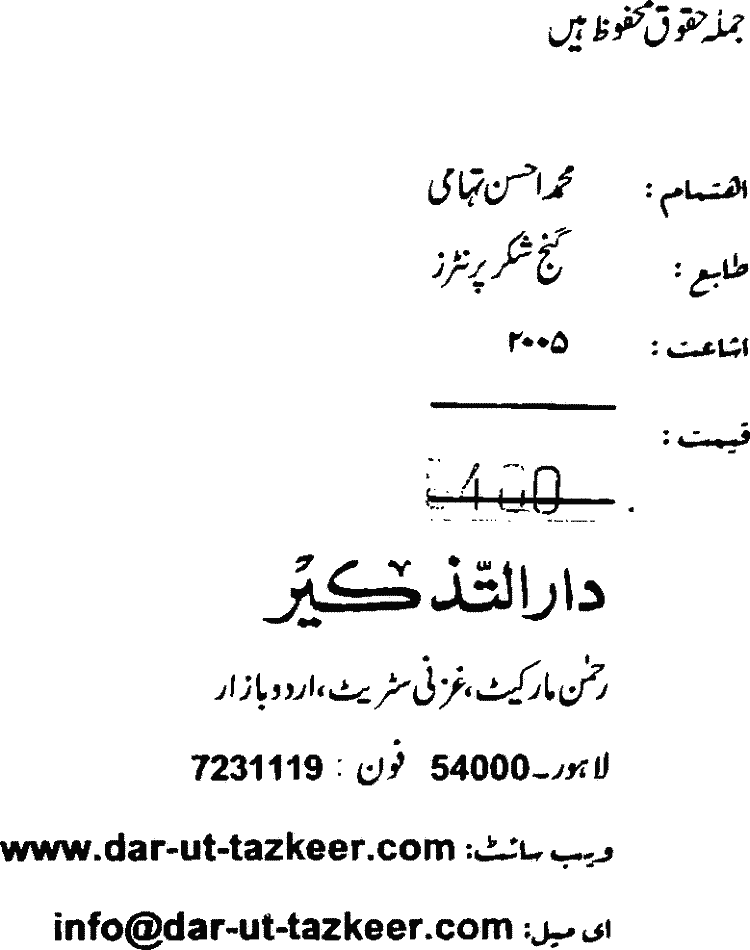 جملہ حقوق محفوظ ہیں
اهتمام : محمد احسن تہامی
طابع : گنج شکر پرنٹرز
اشاعت : ۲۰۰۵
قیمت :
دارالتّذکیر
رحمٰن مارکیٹ، غزنی سٹریٹ، اردو بازار
لاہور۔54000 فون : 7231119
ویب سائٹ: www.dar-ut-tazkeer.com
ای میل: info@dar-ut-tazkeer.com